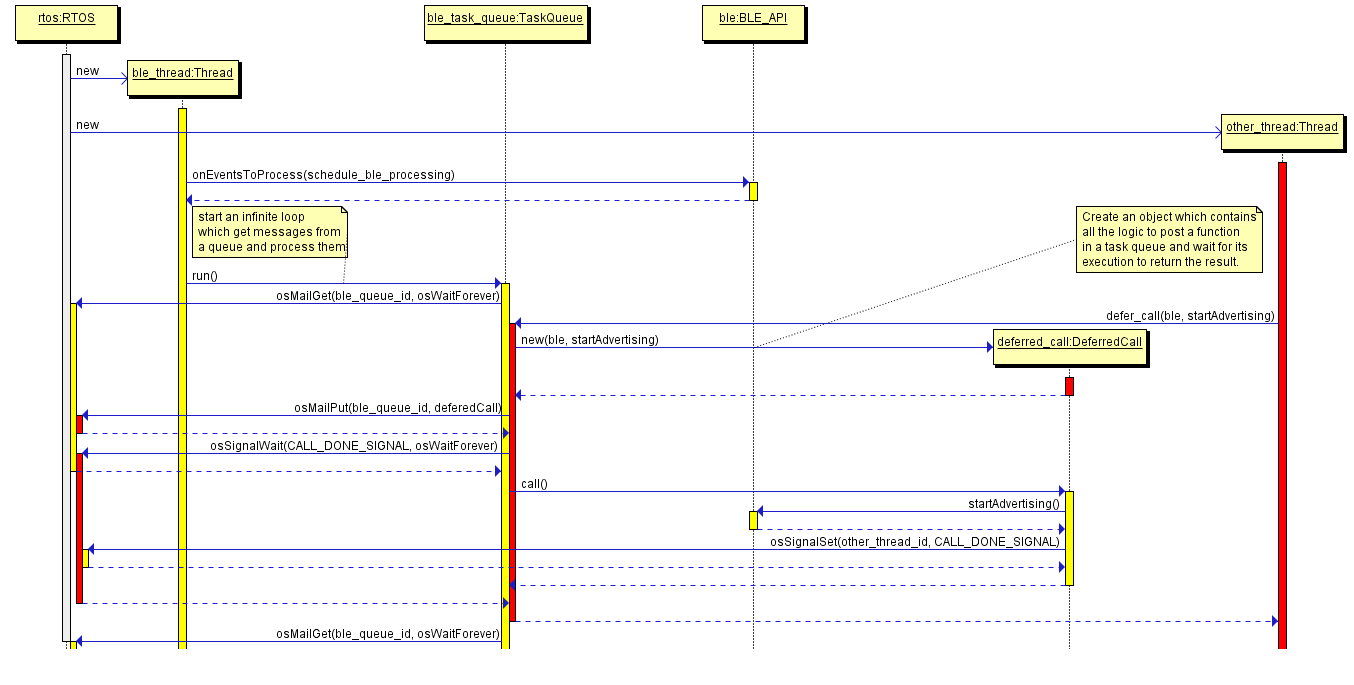 rtos:RTOS
ble_task_queue:TaskQueue
ble:BLE_API
new
ble_thread:Thread
new
other_thread:Thread
onEventsToProcess(schedule_ble_processing)
start an infinite loop
which get messages from
a queue and process them
Create an object which contains
all the logic to post a function
in a task queue and wait for its
execution to return the result.
run()
osMailGet(ble_queue_id, osWaitForever)
defer_call(ble, startAdvertising)
new(ble, startAdvertising)
deferred_call:DeferredCall
osMailPut(ble_queue_id, deferedCall)
osSignalWait(CALL_DONE_SIGNAL, osWaitForever)
call()
startAdvertising()
osSignalSet(other_thread_id, CALL_DONE_SIGNAL)
osMailGet(ble_queue_id, osWaitForever)